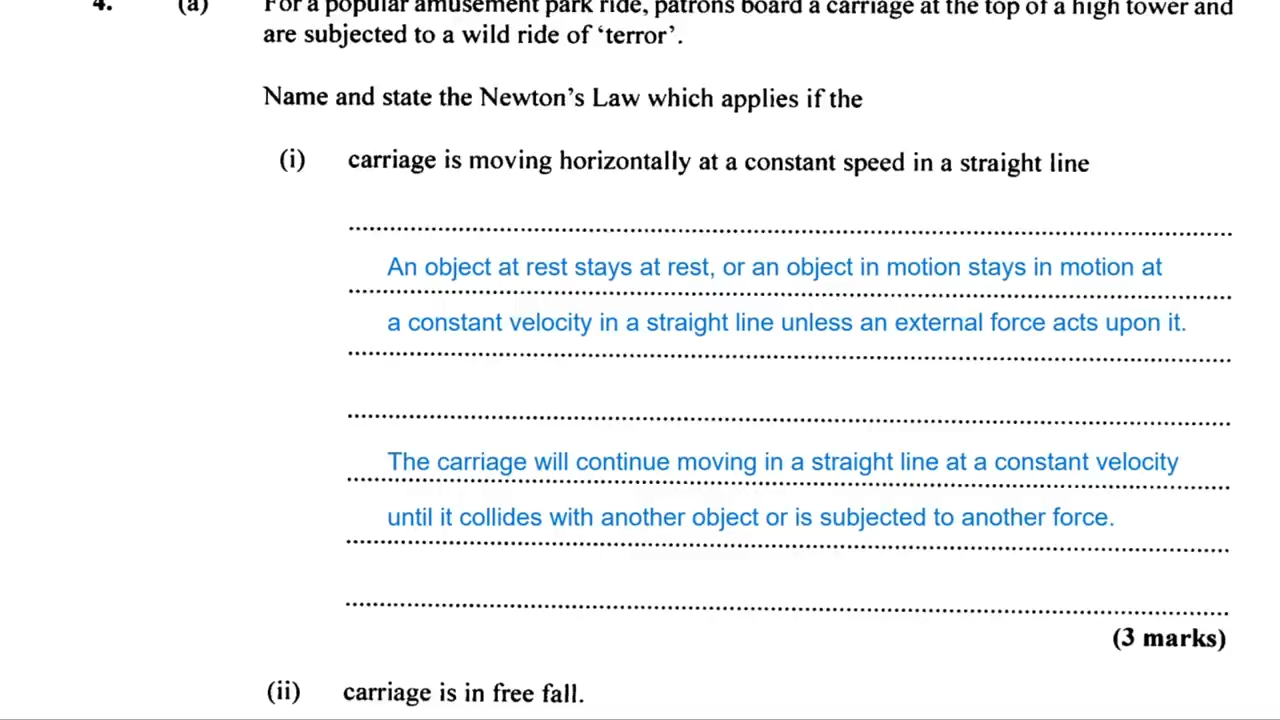 4. (a) For a popular amusement park ride, patrons board a carriage at the top of a high tower and
are subjected to a wild ride of ‘terror’.
Name and state the Newton’s Law which applies if the
(i) carriage is moving horizontally at a constant speed in a straight line
An object at rest stays at rest, or an object in motion stays in motion at
a constant velocity in a straight line unless an external force acts upon it.
The carriage will continue moving in a straight line at a constant velocity
until it collides with another object or is subjected to another force.
(3 marks)
(ii) carriage is in free fall.